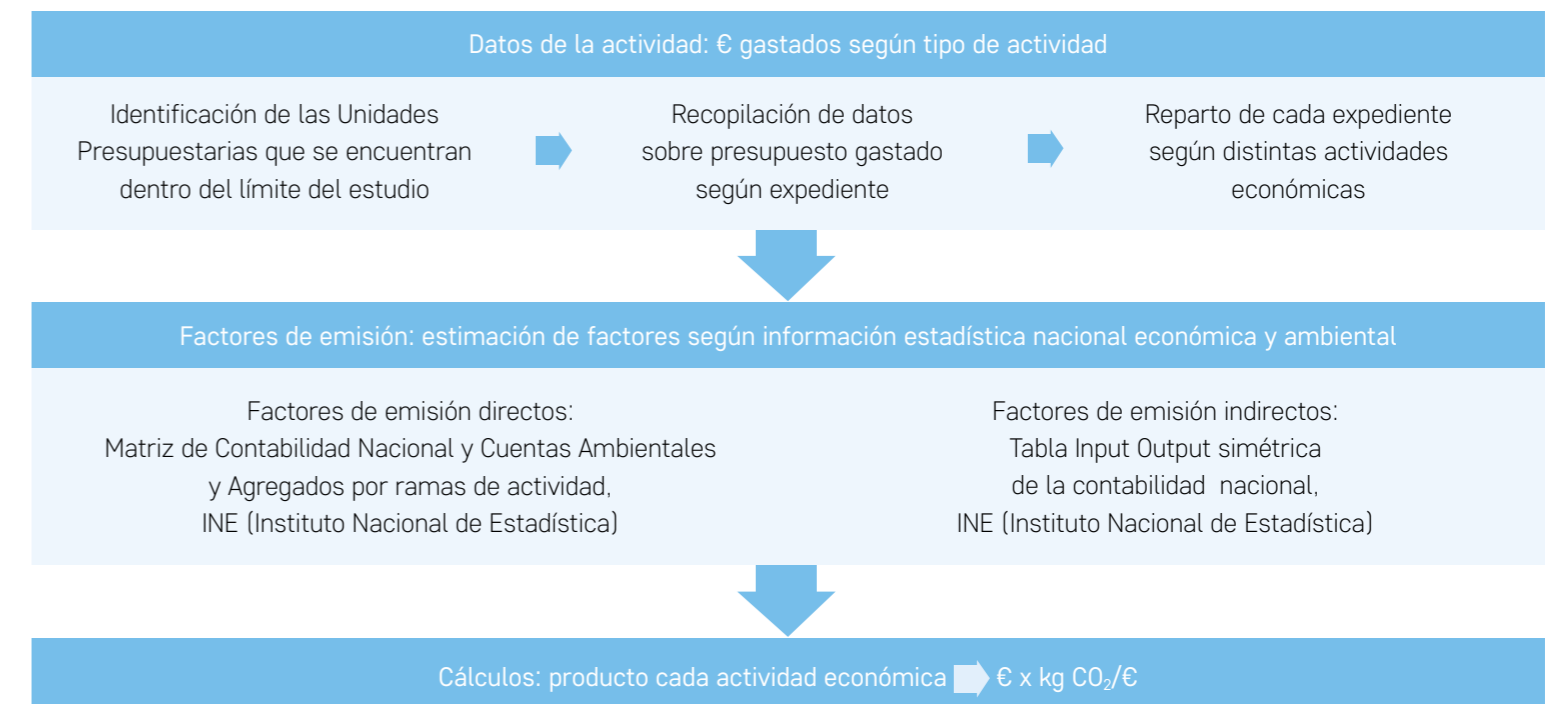 Datos de la actividad: € gastados según tipo de actividad
Identificación de las Unidades
Presupuestarias que se encuentran
dentro del límite del estudio
Recopilación de datos
sobre presupuesto gastado
según expediente
Reparto de cada expediente
según distintas actividades
económicas
Factores de emisión: estimación de factores según información estadística nacional económica y ambiental
Factores de emisión directos:
Matriz de Contabilidad Nacional y Cuentas Ambientales
y Agregados por ramas de actividad,
INE (Instituto Nacional de Estadística)
Factores de emisión indirectos:
Tabla Input Output simétrica
de la contabilidad nacional,
INE (Instituto Nacional de Estadística)
Cálculos: producto cada actividad económica € x kg CO₂/€